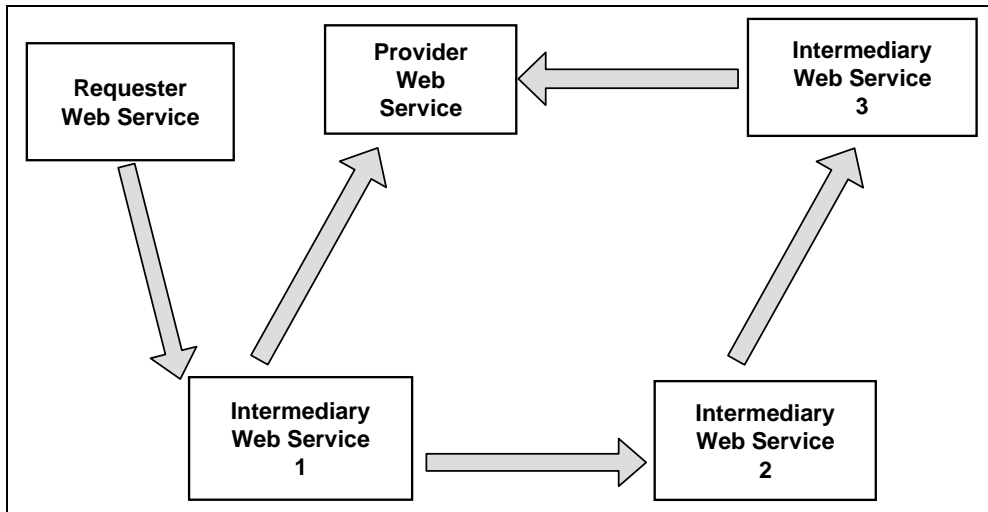 Requester
Web Service
Provider
Web
Service
Intermediary
Web Service
3
Intermediary
Web Service
1
Intermediary
Web Service
2